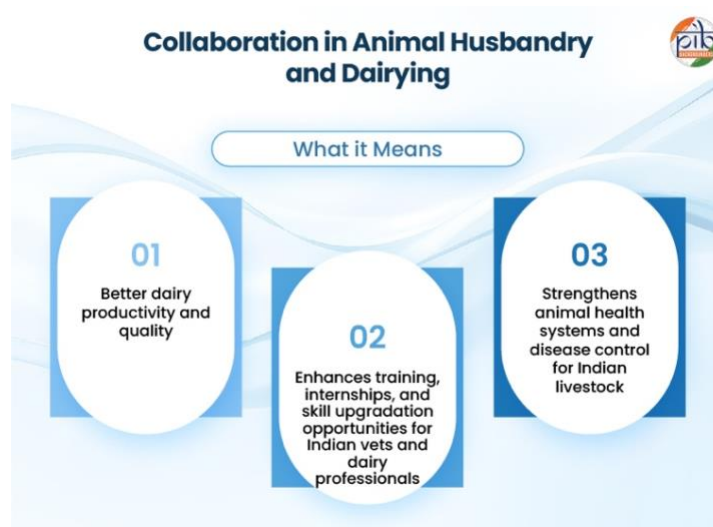 Collaboration in Animal Husbandry
and Dairying
pib
What it Means
01
Better dairy
productivity and
quality
02
Enhances training,
internships, and
skill upgradation
opportunities for
Indian vets and
dairy
professionals
03
Strengthens
animal health
systems and
disease control
for Indian
livestock